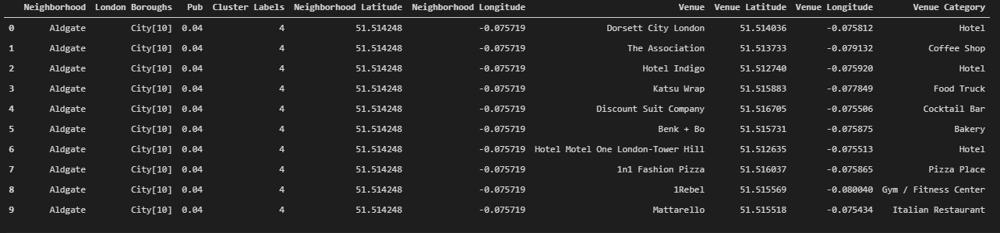 Neighborhood London Boroughs Pub Cluster Labels Neighborhood Latitude Neighborhood Longitude Venue Venue Latitude Venue Longitude Venue Category
0 Aldgate City[10] 0.04 4 51.514248 -0.075719 Dorsett City London 51.514036 -0.075812 Hotel
1 Aldgate City[10] 0.04 4 51.514248 -0.075719 The Association 51.513733 -0.079132 Coffee Shop
2 Aldgate City[10] 0.04 4 51.514248 -0.075719 Hotel Indigo 51.512740 -0.075920 Hotel
3 Aldgate City[10] 0.04 4 51.514248 -0.075719 Katsu Wrap 51.515883 -0.077849 Food Truck
4 Aldgate City[10] 0.04 4 51.514248 -0.075719 Discount Suit Company 51.516705 -0.075506 Cocktail Bar
5 Aldgate City[10] 0.04 4 51.514248 -0.075719 Benk + Bo 51.515731 -0.075875 Bakery
6 Aldgate City[10] 0.04 4 51.514248 -0.075719 Hotel Motel One London-Tower Hill 51.512635 -0.075513 Hotel
7 Aldgate City[10] 0.04 4 51.514248 -0.075719 1n1 Fashion Pizza 51.516037 -0.075865 Pizza Place
8 Aldgate City[10] 0.04 4 51.514248 -0.075719 1Rebel 51.515569 -0.080040 Gym / Fitness Center
9 Aldgate City[10] 0.04 4 51.514248 -0.075719 Mattarello 51.515518 -0.075434 Italian Restaurant